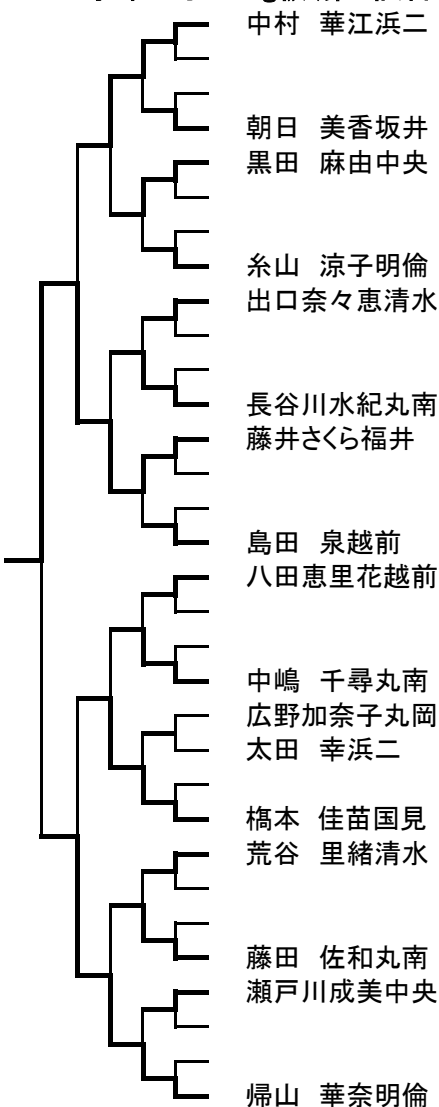 中村　華江浜二
朝日　美香坂井
黒田　麻由中央
糸山　涼子明倫
出口奈々恵清水
長谷川水紀丸南
藤井さくら福井
島田　泉越前
八田恵里花越前
中嶋　千尋丸南
広野加奈子丸岡
太田　幸浜二
槗本　佳苗国見
荒谷　里緒清水
藤田　佐和丸南
瀬戸川成美中央
帰山　華奈明倫